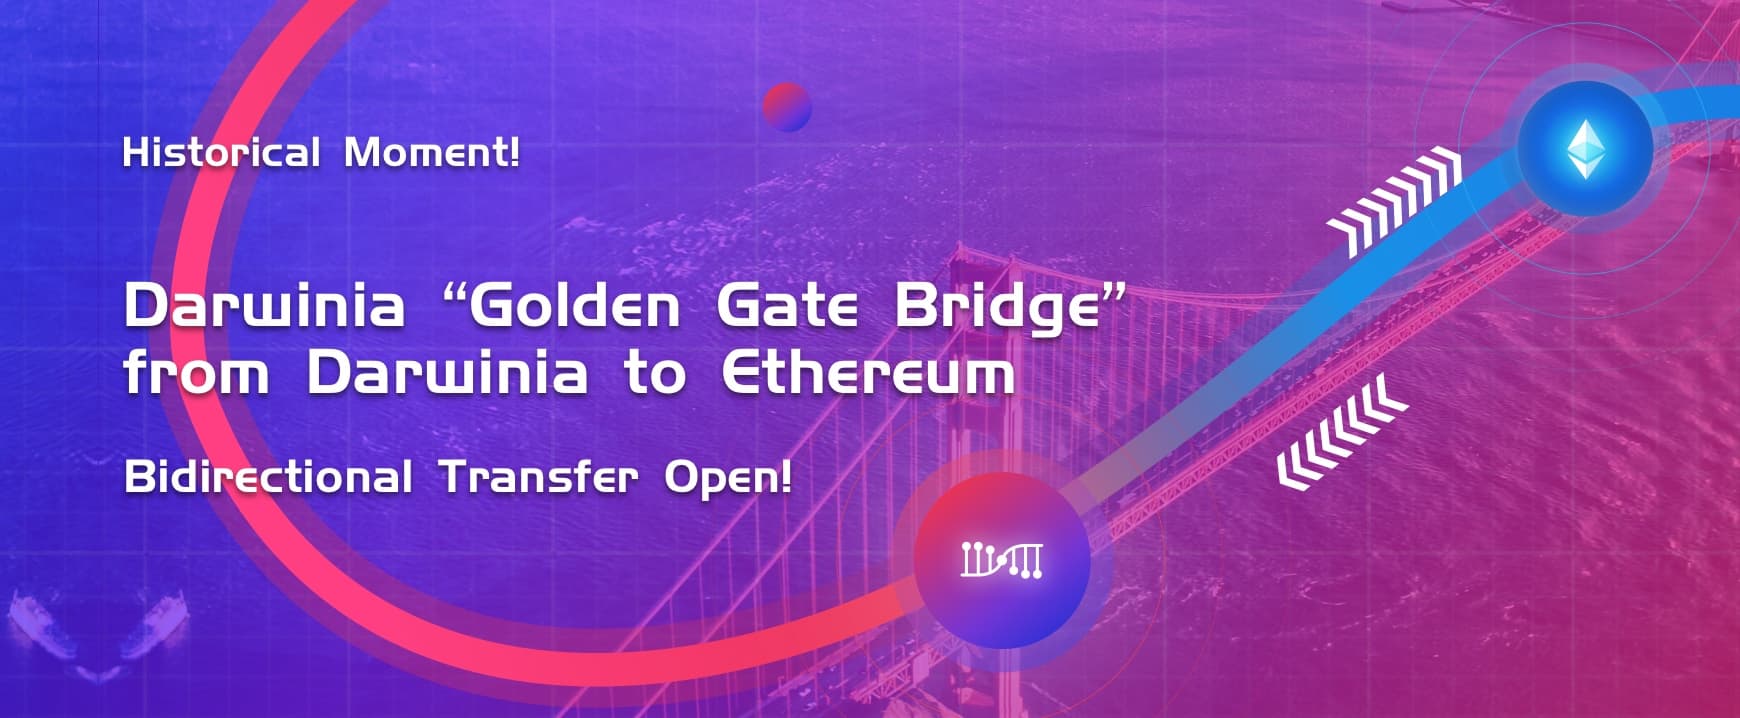 Historical Moment!
Darwinia “Golden Gate Bridge”
from Darwinia to Ethereum
Bidirectional Transfer Open!